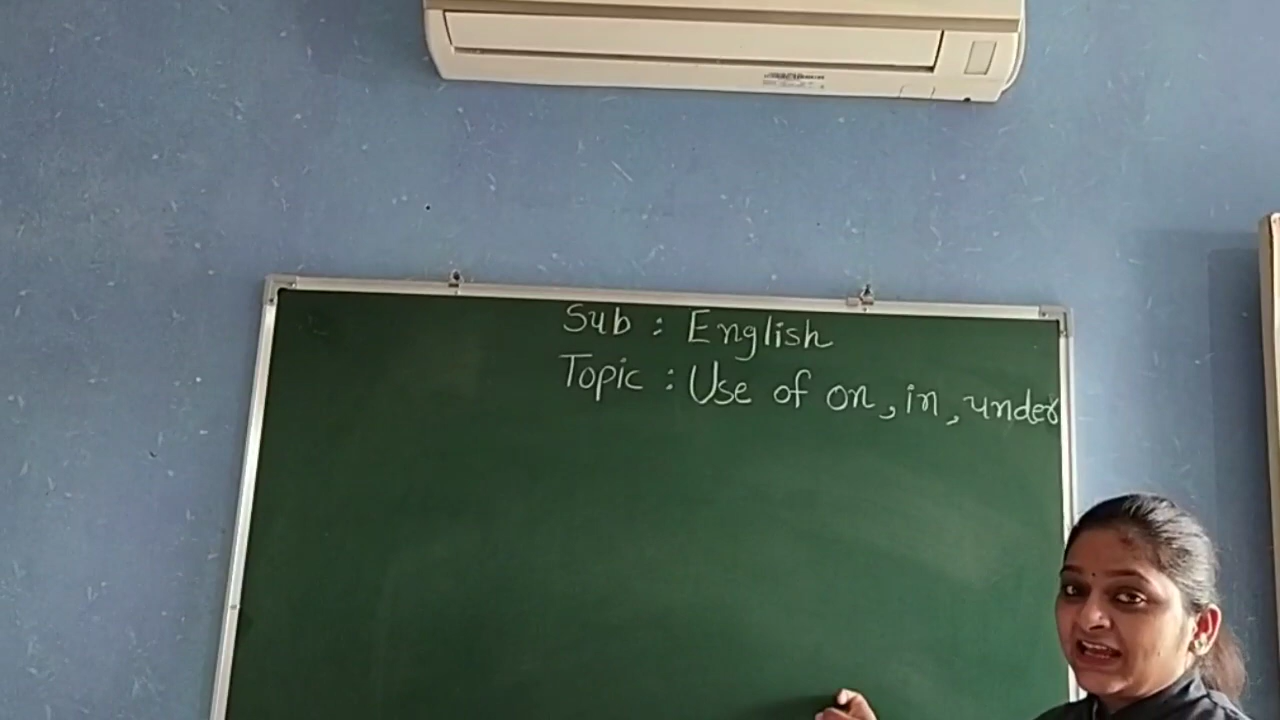 Sub : English
Topic : Use of on, in, under